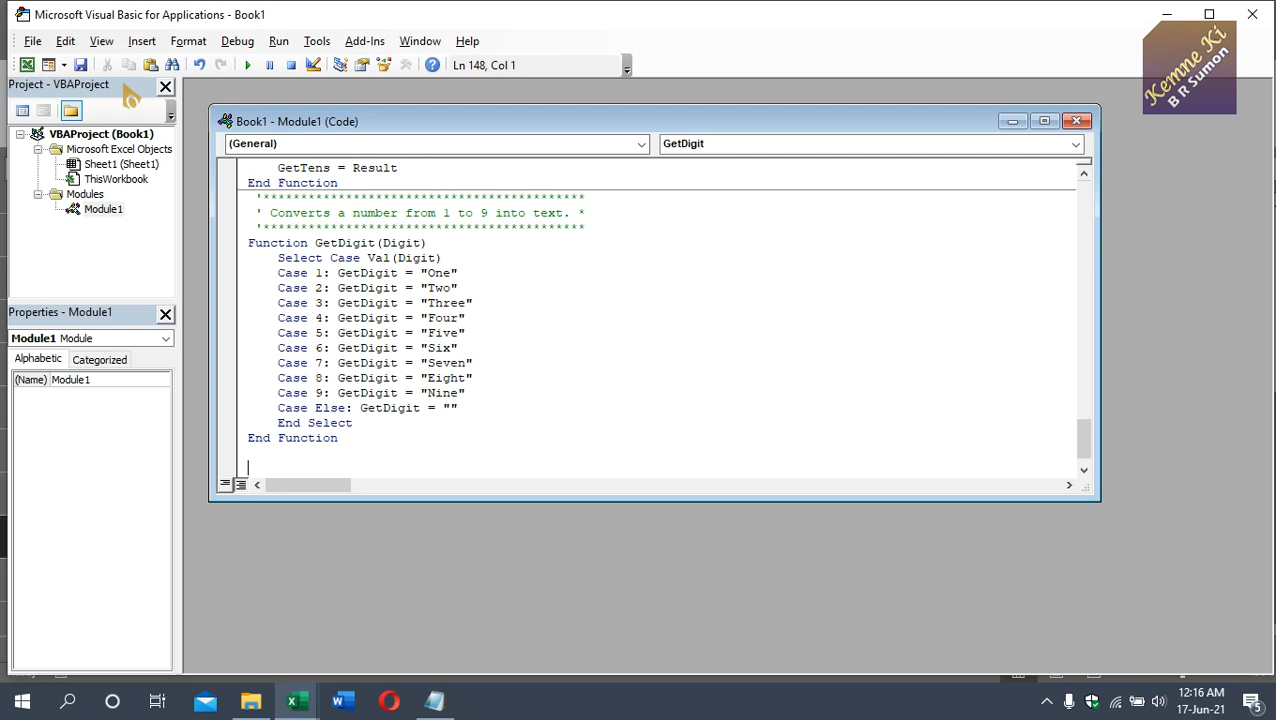 Microsoft Visual Basic for Applications - Book1
File Edit View Insert Format Debug Run Tools Add-Ins Window Help
Ln 148, Col 1
Kemne Ki
B R Sumon
Project - VBAProject
VBAProject (Book1)
Microsoft Excel Objects
Sheet1 (Sheet1)
ThisWorkbook
Modules
Module1
Properties - Module1
Module1 Module
Alphabetic Categorized
(Name) Module1
Book1 - Module1 (Code)
(General) GetDigit
GetTens = Result
End Function
'*******************************************
' Converts a number from 1 to 9 into text. *
'*******************************************
Function GetDigit(Digit)
Select Case Val(Digit)
Case 1: GetDigit = "One"
Case 2: GetDigit = "Two"
Case 3: GetDigit = "Three"
Case 4: GetDigit = "Four"
Case 5: GetDigit = "Five"
Case 6: GetDigit = "Six"
Case 7: GetDigit = "Seven"
Case 8: GetDigit = "Eight"
Case 9: GetDigit = "Nine"
Case Else: GetDigit = ""
End Select
End Function
12:16 AM
17-Jun-21
5